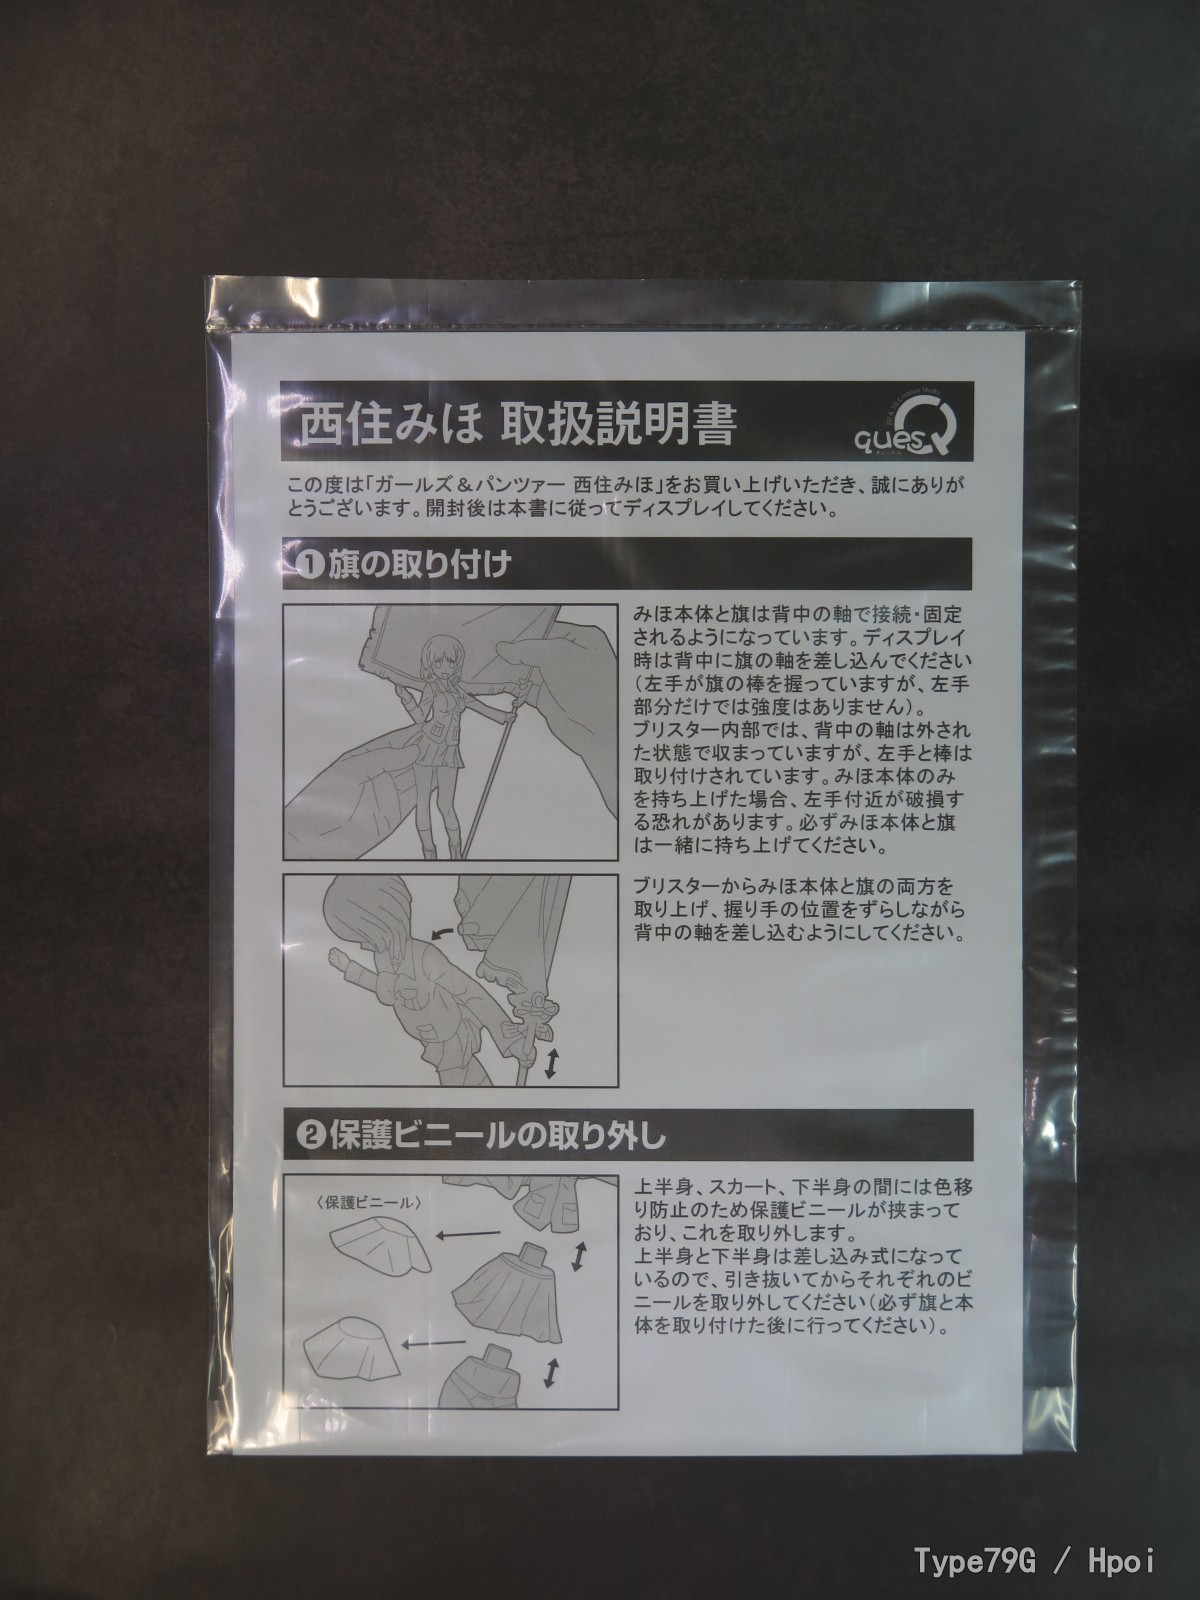 西住みほ 取扱説明書
quesQ
この度は「ガールズ＆パンツァー 西住みほ」をお買い上げいただき、誠にありが
とうございます。開封後は本書に従ってディスプレイしてください。
❶旗の取り付け
みほ本体と旗は背中の軸で接続・固定
されるようになっています。ディスプレイ
時は背中に旗の軸を差し込んでください
（左手が旗の棒を握っていますが、左手
部分だけでは強度はありません）。
ブリスター内部では、背中の軸は外され
た状態で収まっていますが、左手と棒は
取り付けされています。みほ本体のみ
を持ち上げた場合、左手付近が破損す
る恐れがあります。必ずみほ本体と旗
は一緒に持ち上げてください。
ブリスターからみほ本体と旗の両方を
取り上げ、握り手の位置をずらしながら
背中の軸を差し込むようにしてください。
❷保護ビニールの取り外し
〈保護ビニール〉
上半身、スカート、下半身の間には色移
り防止のため保護ビニールが挟まって
おり、これを取り外します。
上半身と下半身は差し込み式になって
いるので、引き抜いてからそれぞれのビ
ニールを取り外してください（必ず旗と本
体を取り付けた後に行ってください）。
Type79G / Hpoi